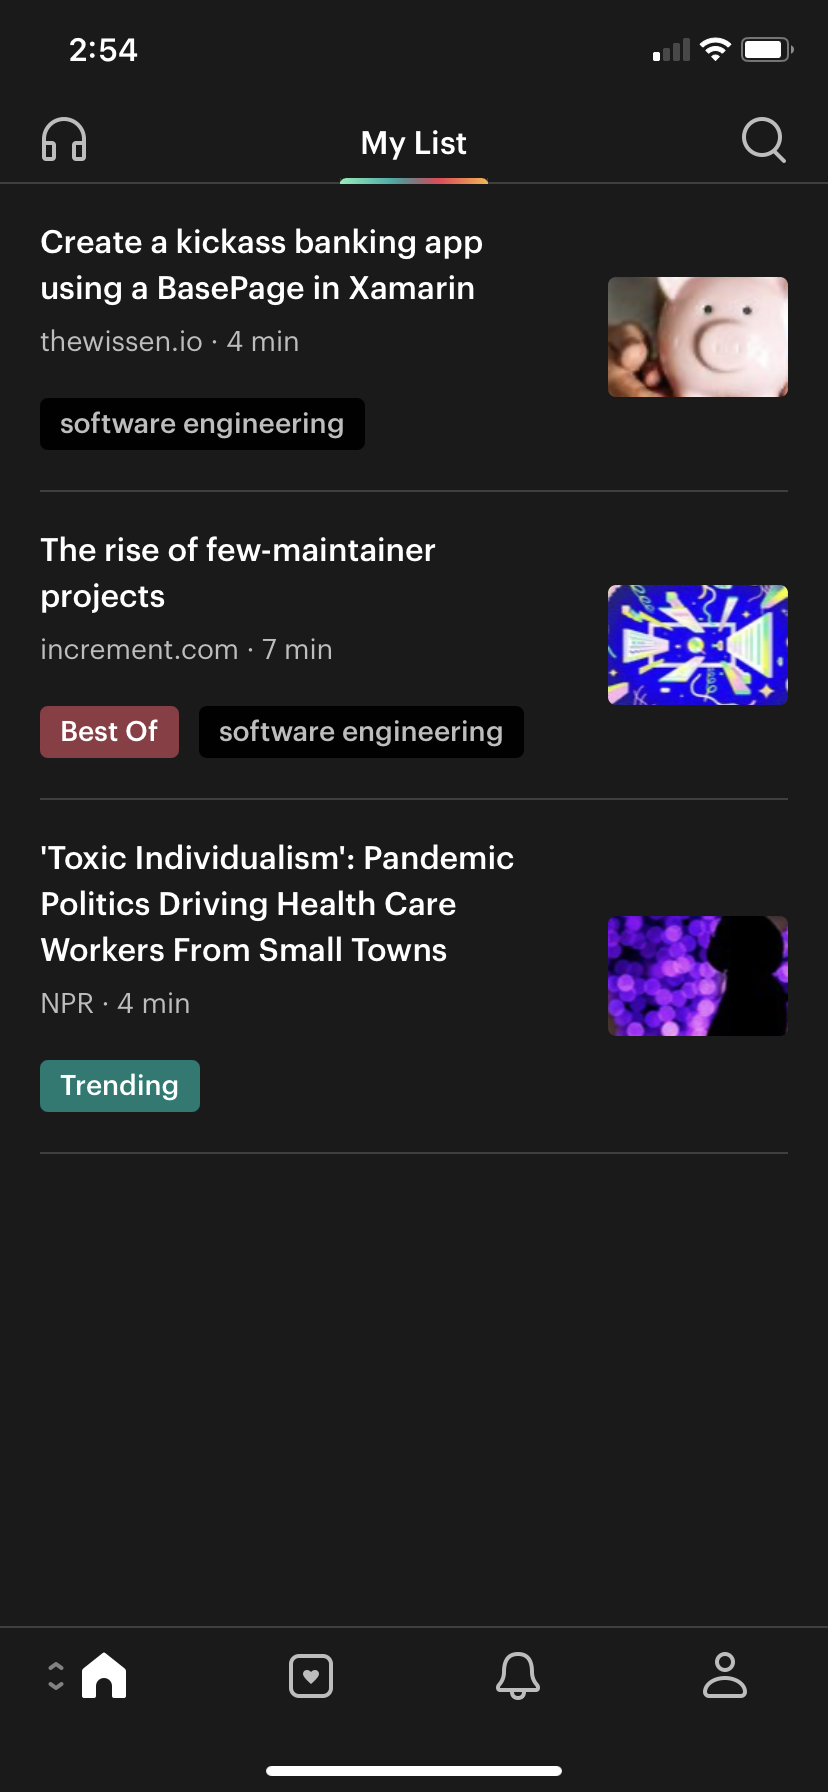 2:54
My List
Create a kickass banking app
using a BasePage in Xamarin
thewissen.io · 4 min
software engineering
The rise of few-maintainer
projects
increment.com · 7 min
Best Of
software engineering
'Toxic Individualism': Pandemic
Politics Driving Health Care
Workers From Small Towns
NPR · 4 min
Trending